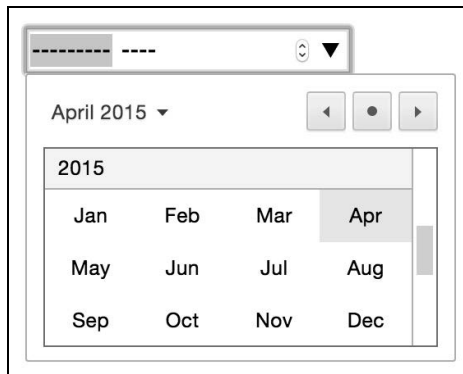 --------- ----
April 2015
2015
Jan Feb Mar Apr
May Jun Jul Aug
Sep Oct Nov Dec